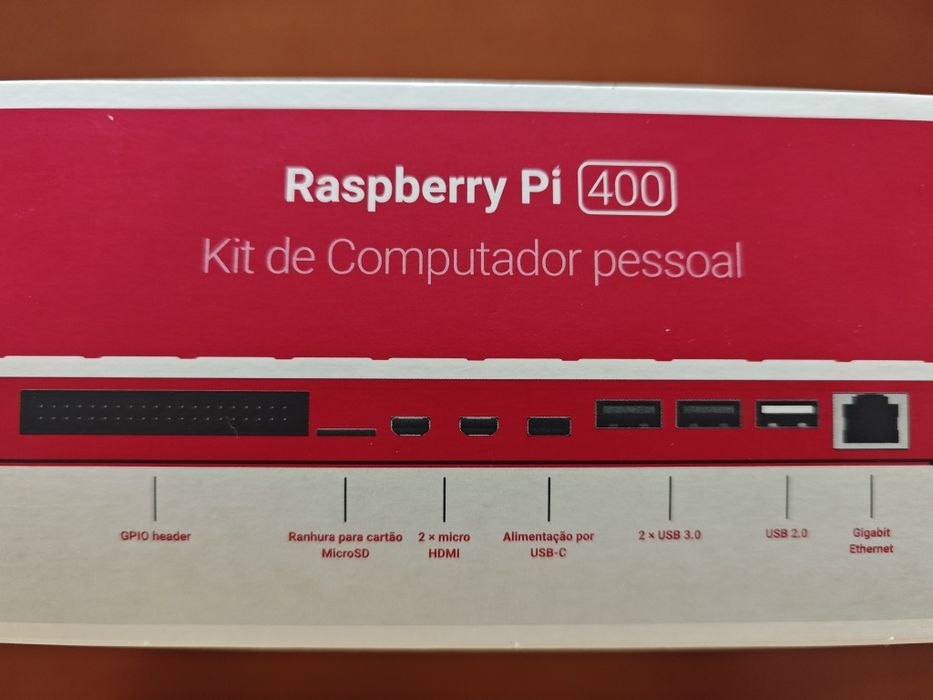 Raspberry Pi 400
Kit de Computador pessoal
GPIO header
Ranhura para cartão
MicroSD
2 × micro
HDMI
Alimentação por
USB-C
2 × USB 3.0
USB 2.0
Gigabit
Ethernet